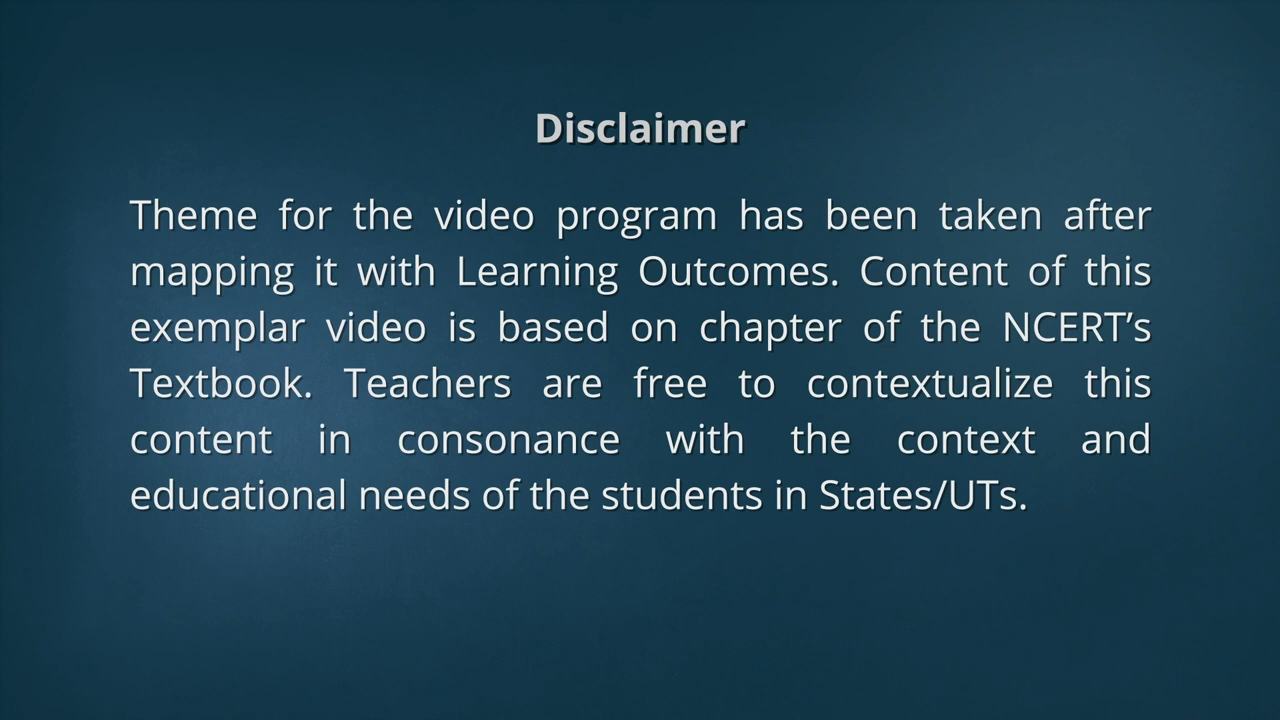 Disclaimer
Theme for the video program has been taken after
mapping it with Learning Outcomes. Content of this
exemplar video is based on chapter of the NCERT’s
Textbook. Teachers are free to contextualize this
content in consonance with the context and
educational needs of the students in States/UTs.